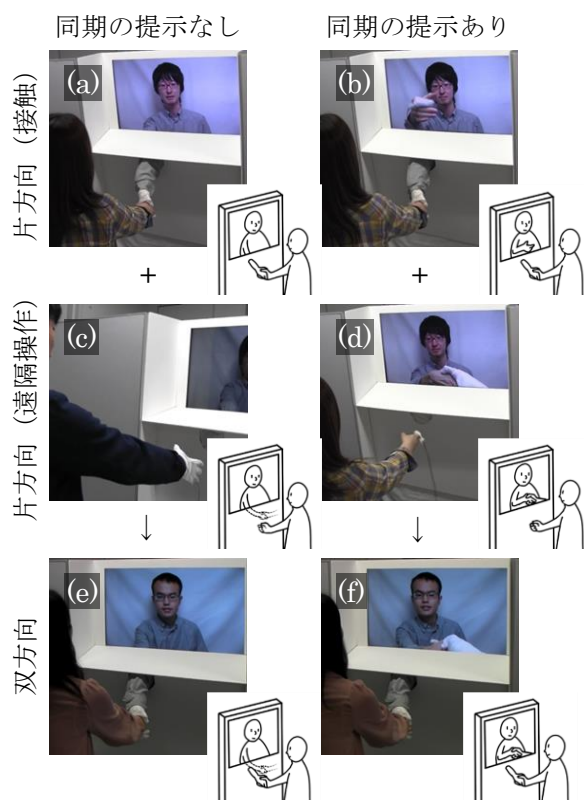 同期の提示なし
同期の提示あり
片方向（接触）
(a)
(b)
+
+
片方向（遠隔操作）
(c)
(d)
↓
↓
双方向
(e)
(f)